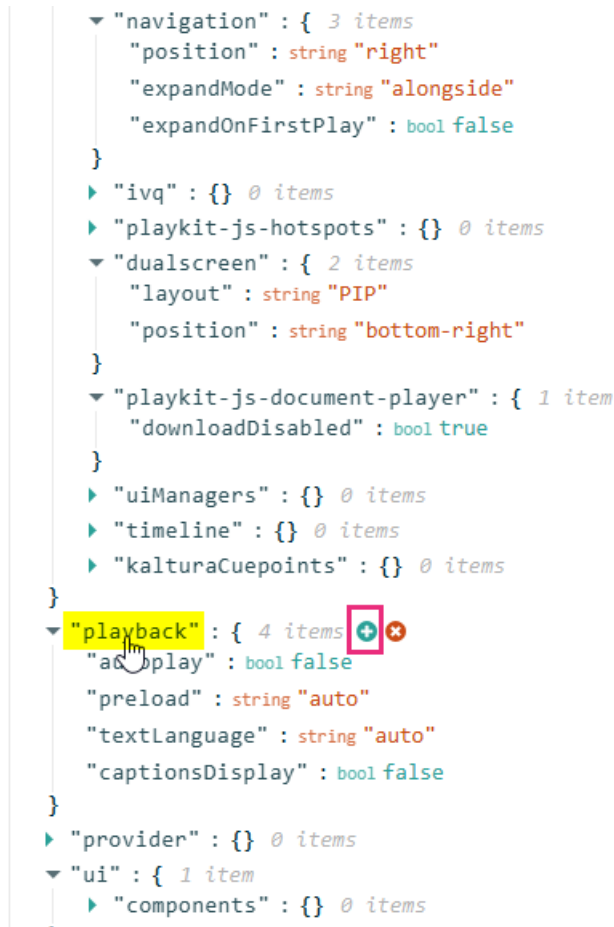 "navigation" : { 3 items
"position" : string "right"
"expandMode" : string "alongside"
"expandOnFirstPlay" : bool false
}
"ivq" : {} 0 items
"playkit-js-hotspots" : {} 0 items
"dualscreen" : { 2 items
"layout" : string "PIP"
"position" : string "bottom-right"
}
"playkit-js-document-player" : { 1 item
"downloadDisabled" : bool true
}
"uiManagers" : {} 0 items
"timeline" : {} 0 items
"kalturaCuepoints" : {} 0 items
}
"playback" : { 4 items
"autoplay" : bool false
"preload" : string "auto"
"textLanguage" : string "auto"
"captionsDisplay" : bool false
}
"provider" : {} 0 items
"ui" : { 1 item
"components" : {} 0 items